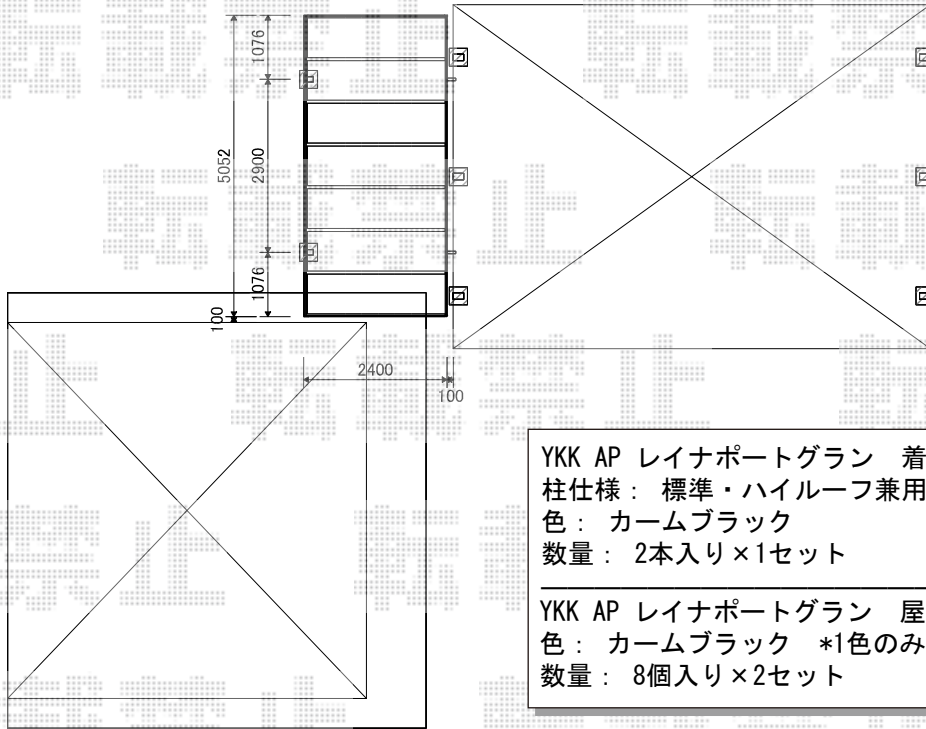 1076
2900
5052
1076
100
2400
100
YKK AP レイナポートグラン 着
柱仕様： 標準・ハイルーフ兼用
色： カームブラック
数量： 2本入り×1セット
YKK AP レイナポートグラン 屋
色： カームブラック *1色のみ
数量： 8個入り×2セット
転載禁止